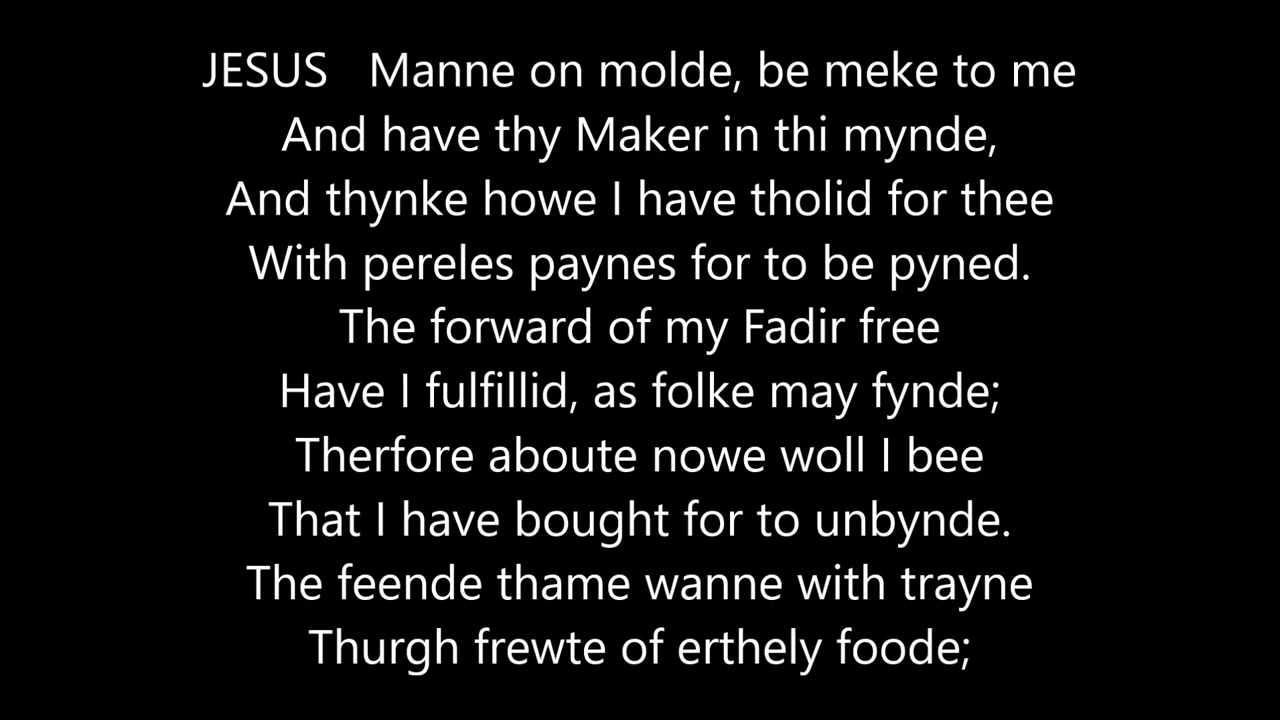 JESUS Manne on molde, be meke to me
And have thy Maker in thi mynde,
And thynke howe I have tholid for thee
With pereles paynes for to be pyned.
The forward of my Fadir free
Have I fulfillid, as folke may fynde;
Therfore aboute nowe woll I bee
That I have bought for to unbynde.
The feende thame wanne with trayne
Thurgh frewte of erthely foode;